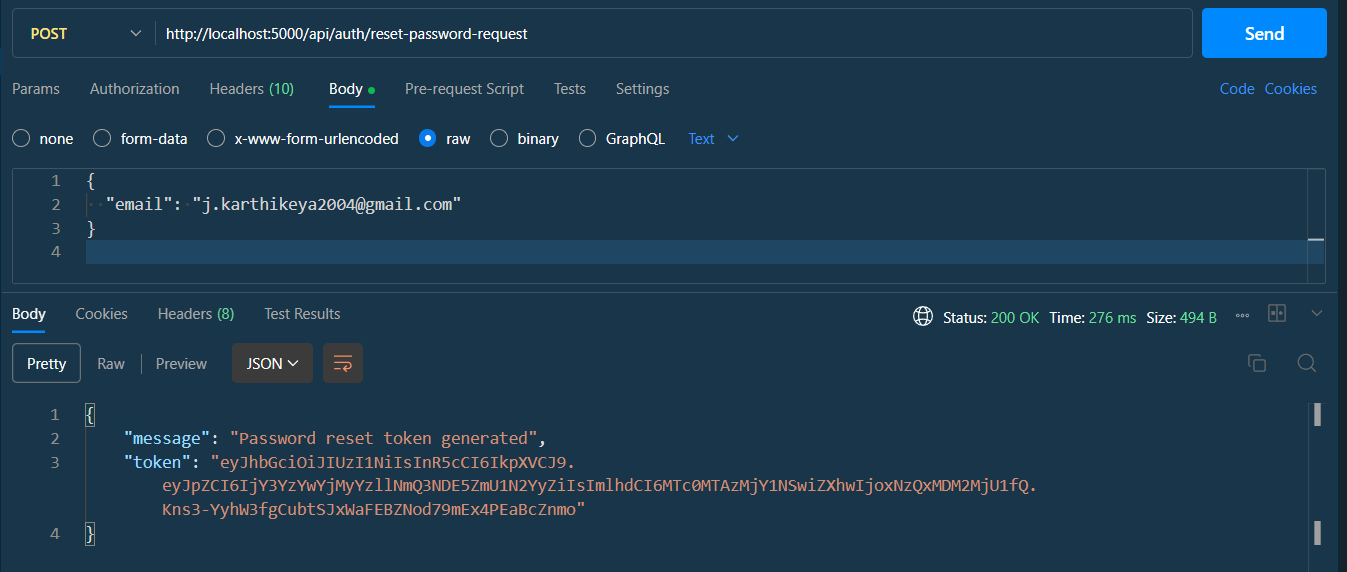 POST http://localhost:5000/api/auth/reset-password-request Send
Params Authorization Headers (10) Body Pre-request Script Tests Settings Code Cookies
none form-data x-www-form-urlencoded raw binary GraphQL Text
1 {
2 "email": "j.karthikeya2004@gmail.com"
3 }
4
Body Cookies Headers (8) Test Results Status: 200 OK Time: 276 ms Size: 494 B
Pretty Raw Preview JSON
1 {
2 "message": "Password reset token generated",
3 "token": "eyJhbGciOiJIUzI1NiIsInR5cCI6IkpXVCJ9.
eyJpZCI6IjY3YzYwYjMyYzllNmQ3NDE5ZmU1N2YyZiIsImlhdCI6MTc0MTAzMjY1NSwiZXhwIjoxNzQxMDM2MjU1fQ.
Kns3-YyhW3fgCubtSJxWaFEBZNod79mEx4PEaBcZnmo"
4 }